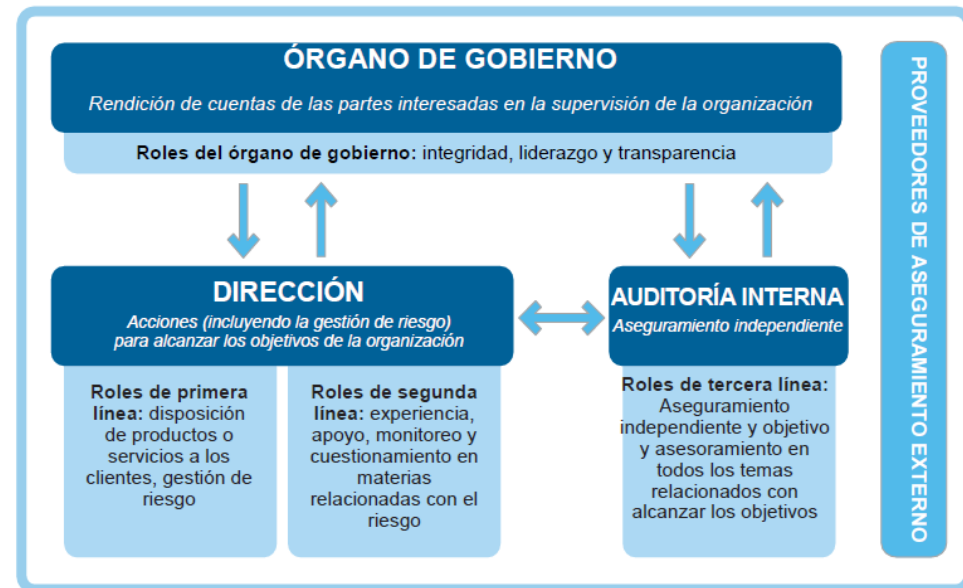 ÓRGANO DE GOBIERNO
Rendición de cuentas de las partes interesadas en la supervisión de la organización
Roles del órgano de gobierno: integridad, liderazgo y transparencia
DIRECCIÓN
Acciones (incluyendo la gestión de riesgo)
para alcanzar los objetivos de la organización
Roles de primera
línea: disposición
de productos o
servicios a los
clientes, gestión de
riesgo
Roles de segunda
línea: experiencia,
apoyo, monitoreo y
cuestionamiento en
materias
relacionadas con el
riesgo
AUDITORÍA INTERNA
Aseguramiento independiente
Roles de tercera línea:
Aseguramiento
independiente y objetivo
y asesoramiento en
todos los temas
relacionados con
alcanzar los objetivos
PROVEEDORES DE ASEGURAMIENTO EXTERNO